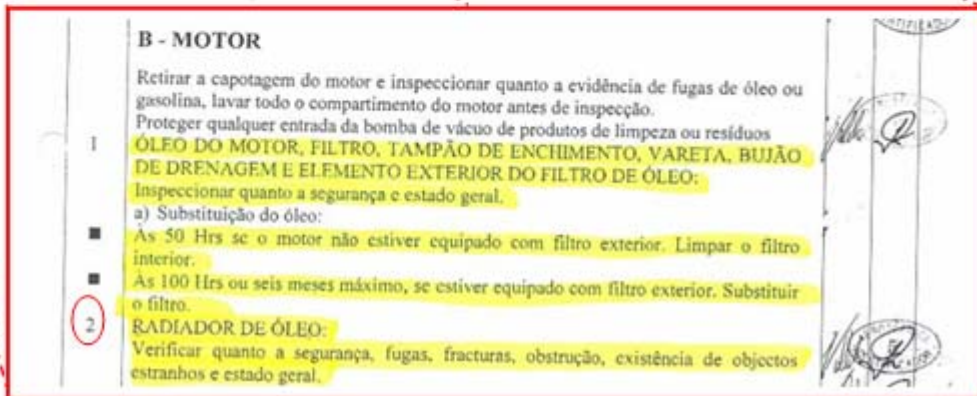 B - MOTOR
Retirar a capotagem do motor e inspeccionar quanto a evidência de fugas de óleo ou
gasolina, lavar todo o compartimento do motor antes de inspecção.
Proteger qualquer entrada da bomba de vácuo de produtos de limpeza ou resíduos
1 ÓLEO DO MOTOR, FILTRO, TAMPÃO DE ENCHIMENTO, VARETA, BUJÃO
DE DRENAGEM E ELEMENTO EXTERIOR DO FILTRO DE ÓLEO:
Inspeccionar quanto a segurança e estado geral.
a) Substituição do óleo:
■ Às 50 Hrs se o motor não estiver equipado com filtro exterior. Limpar o filtro
interior.
■ Às 100 Hrs ou seis meses máximo, se estiver equipado com filtro exterior. Substituir
o filtro.
2 RADIADOR DE ÓLEO:
Verificar quanto a segurança, fugas, fracturas, obstrução, existência de objectos
estranhos e estado geral.